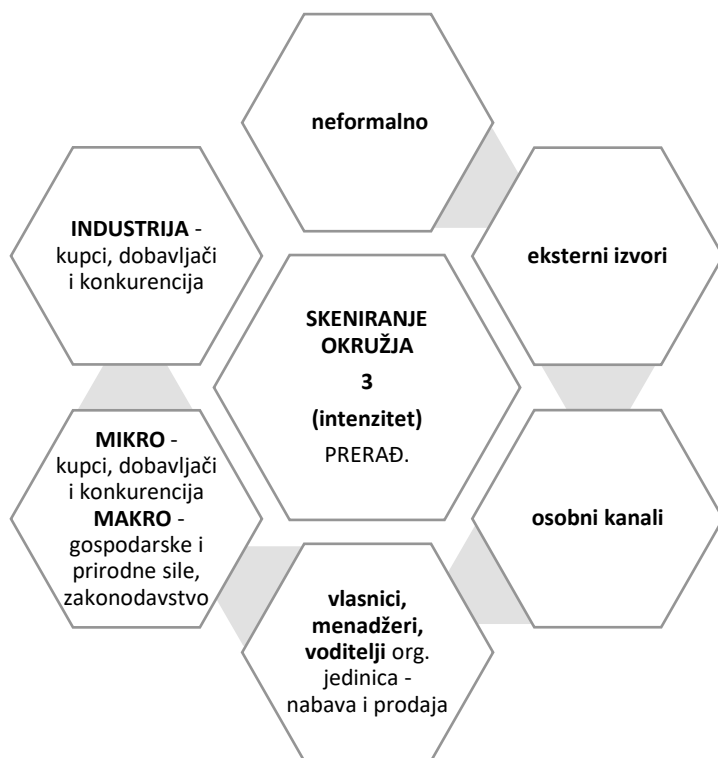 neformalno
INDUSTRIJA -
kupci, dobavljači
i konkurencija
eksterni izvori
SKENIRANJE
OKRUŽJA
3
(intenzitet)
PRERAĐ.
MIKRO -
kupci, dobavljači
i konkurencija
MAKRO -
gospodarske i
prirodne sile,
zakonodavstvo
osobni kanali
vlasnici,
menadžeri,
voditelji org.
jedinica -
nabava i prodaja